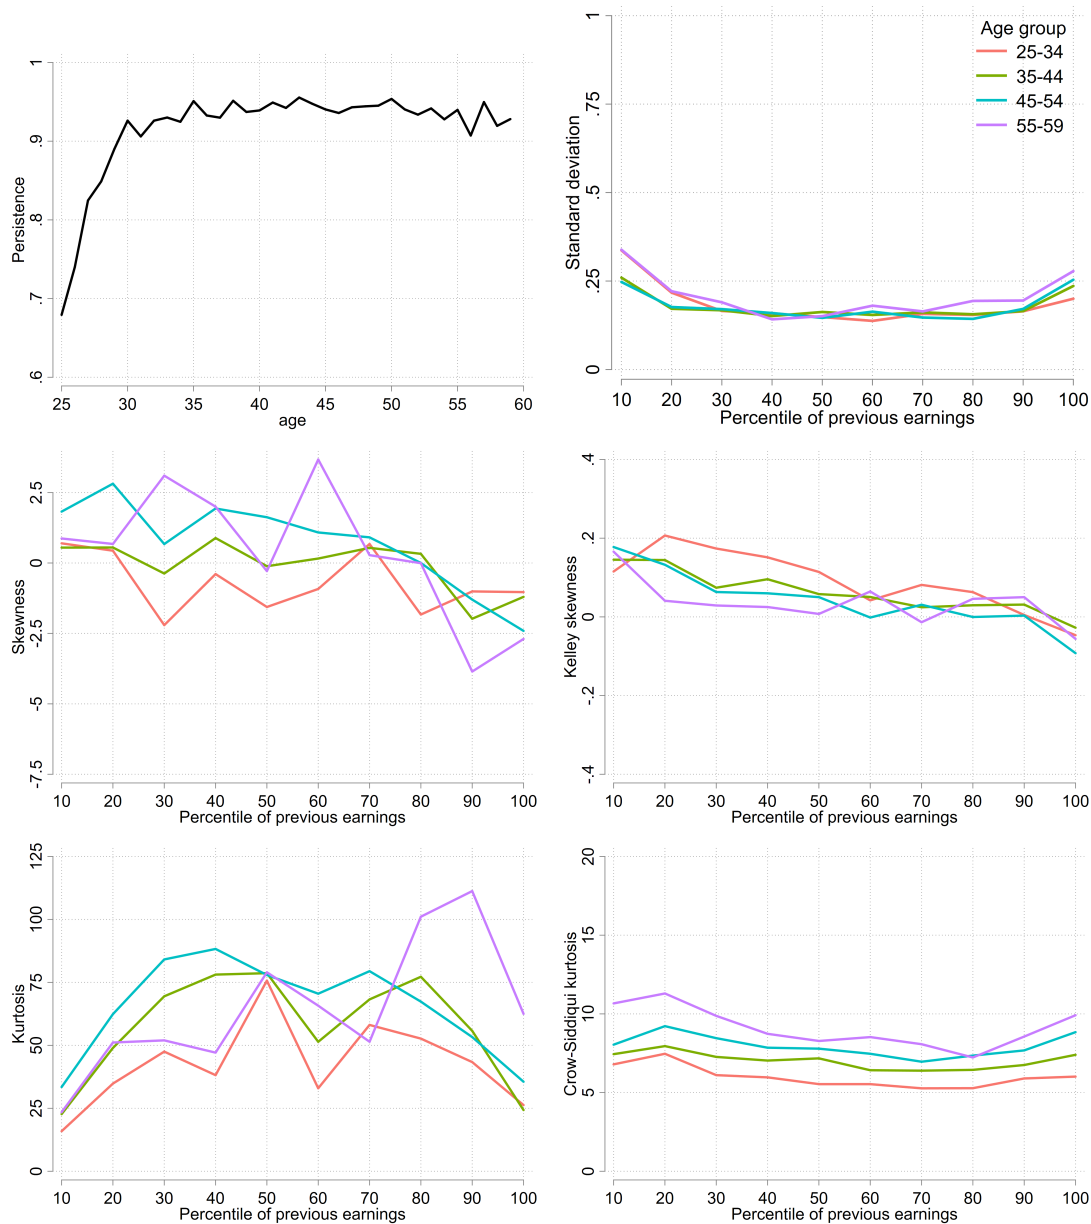 Persistence
1
.9
.8
.7
.6
25 30 35 40 45 50 55 60
age
Standard deviation
1
.75
.5
.25
0
10 20 30 40 50 60 70 80 90 100
Percentile of previous earnings
Age group
25-34
35-44
45-54
55-59
Skewness
2.5
0
-2.5
-5
-7.5
10 20 30 40 50 60 70 80 90 100
Percentile of previous earnings
Kelley skewness
.4
.2
0
-.2
-.4
10 20 30 40 50 60 70 80 90 100
Percentile of previous earnings
Kurtosis
125
100
75
50
25
0
10 20 30 40 50 60 70 80 90 100
Percentile of previous earnings
Crow-Siddiqui kurtosis
20
15
10
5
0
10 20 30 40 50 60 70 80 90 100
Percentile of previous earnings